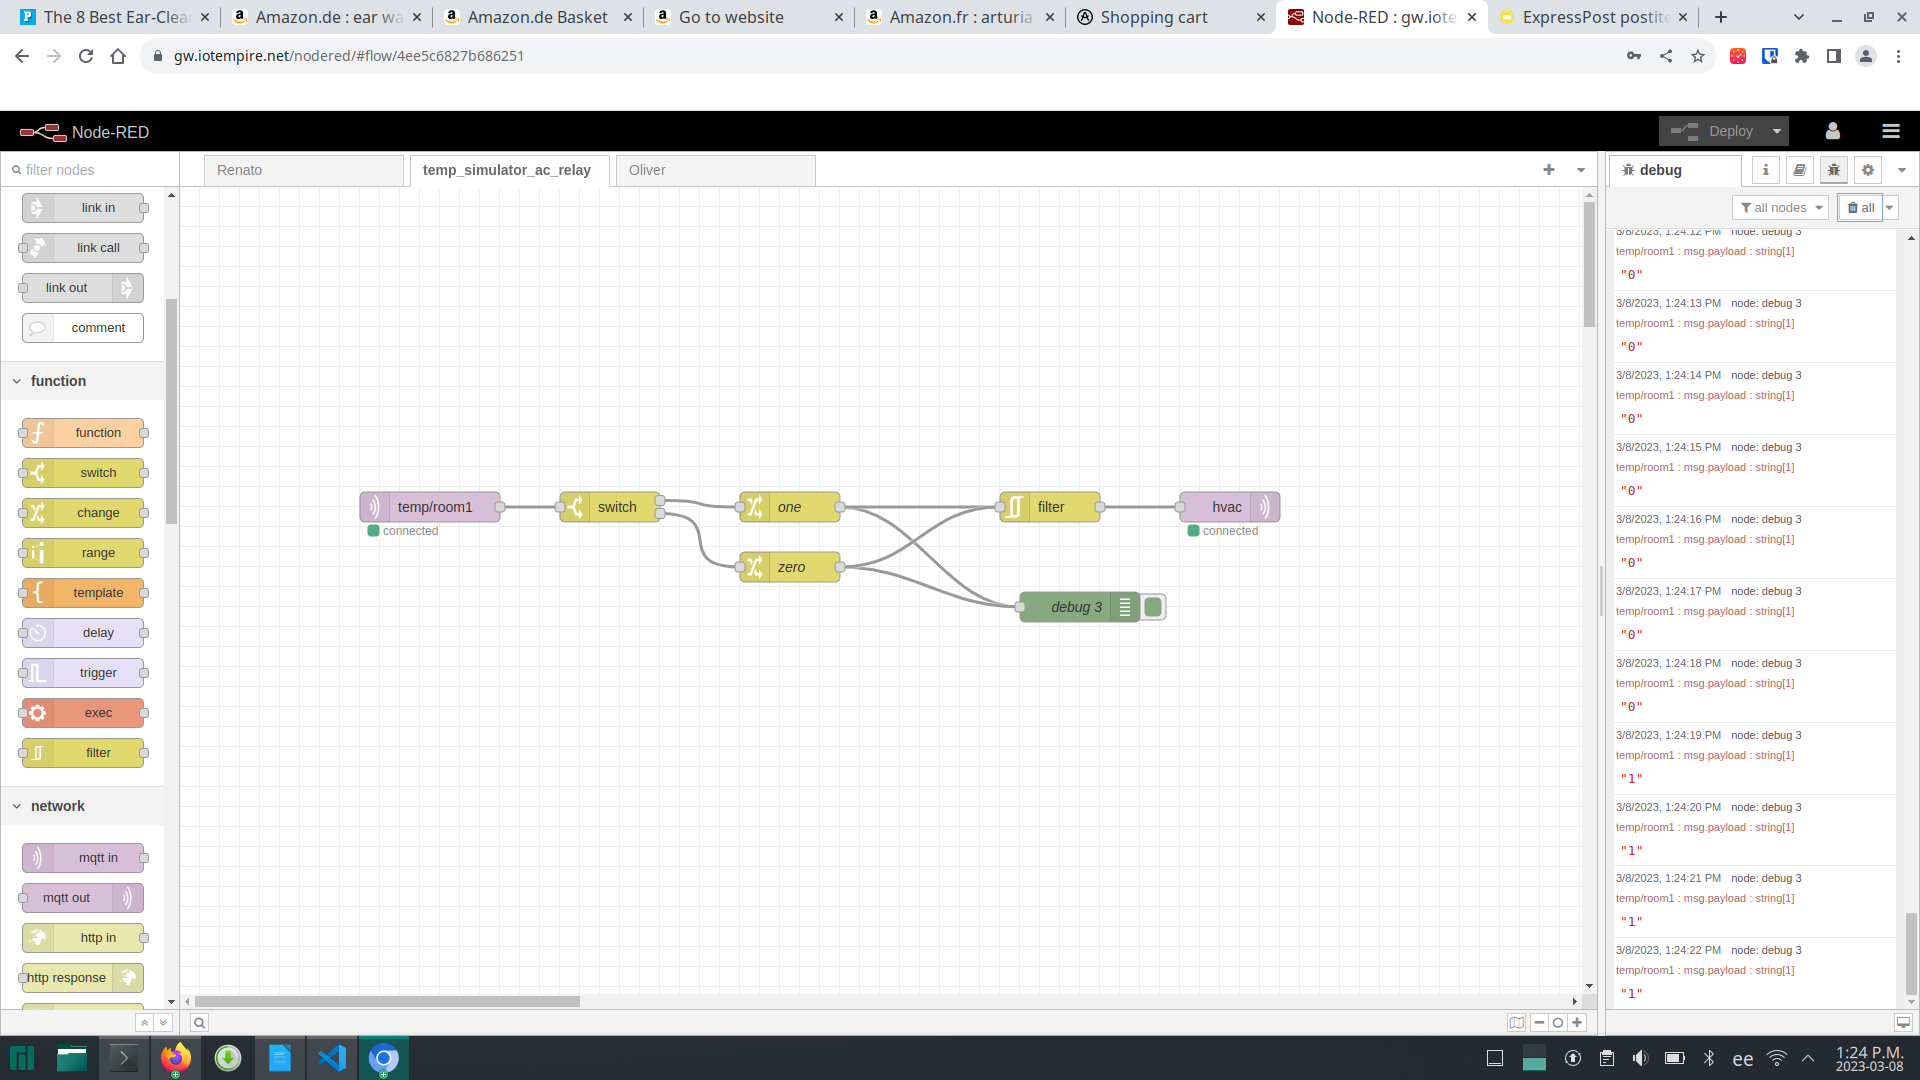 The 8 Best Ear-Clea
Amazon.de : ear wa
Amazon.de Basket
Go to website
Amazon.fr : arturia
Shopping cart
Node-RED : gw.iote
ExpressPost postite
gw.iotempire.net/nodered/#flow/4ee5c6827b686251
Node-RED
Deploy
filter nodes
Renato
temp_simulator_ac_relay
Oliver
debug
all nodes
all
link in
link call
link out
comment
function
function
switch
change
range
template
delay
trigger
exec
filter
network
mqtt in
mqtt out
http in
http response
temp/room1
connected
switch
one
zero
filter
hvac
connected
debug 3
3/8/2023, 1:24:12 PM node: debug 3
temp/room1 : msg.payload : string[1]
"0"
3/8/2023, 1:24:13 PM node: debug 3
temp/room1 : msg.payload : string[1]
"0"
3/8/2023, 1:24:14 PM node: debug 3
temp/room1 : msg.payload : string[1]
"0"
3/8/2023, 1:24:15 PM node: debug 3
temp/room1 : msg.payload : string[1]
"0"
3/8/2023, 1:24:16 PM node: debug 3
temp/room1 : msg.payload : string[1]
"0"
3/8/2023, 1:24:17 PM node: debug 3
temp/room1 : msg.payload : string[1]
"0"
3/8/2023, 1:24:18 PM node: debug 3
temp/room1 : msg.payload : string[1]
"0"
3/8/2023, 1:24:19 PM node: debug 3
temp/room1 : msg.payload : string[1]
"1"
3/8/2023, 1:24:20 PM node: debug 3
temp/room1 : msg.payload : string[1]
"1"
3/8/2023, 1:24:21 PM node: debug 3
temp/room1 : msg.payload : string[1]
"1"
3/8/2023, 1:24:22 PM node: debug 3
temp/room1 : msg.payload : string[1]
"1"
ee
1:24 P.M.
2023-03-08